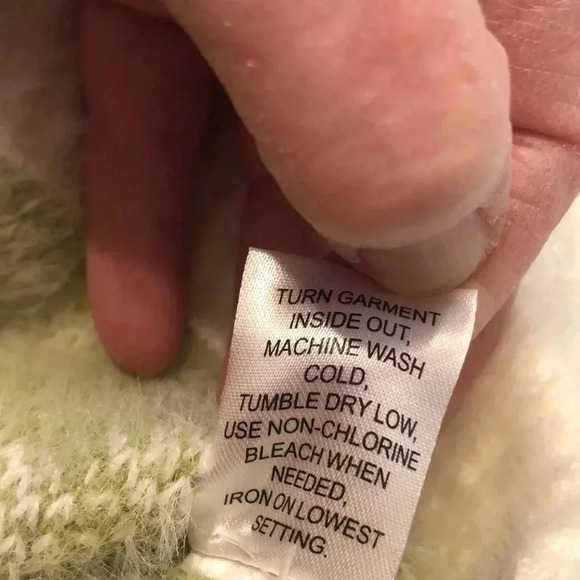 TURN GARMENT
INSIDE OUT,
MACHINE WASH
COLD,
TUMBLE DRY LOW,
USE NON-CHLORINE
BLEACH WHEN
NEEDED,
IRON ON LOWEST
SETTING.